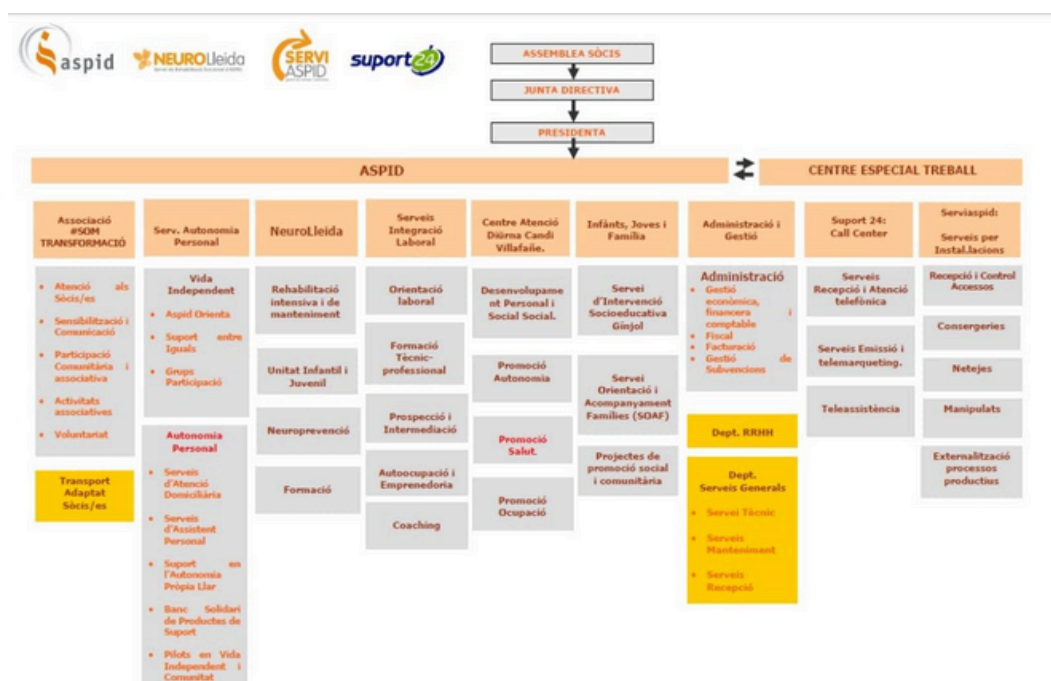 aspid
NEUROLleida
SERVI
ASPID
suport 24
ASSEMBLEA SÒCIS
JUNTA DIRECTIVA
PRESIDENTA
ASPID
CENTRE ESPECIAL TREBALL
Associació
#SOM
TRANSFORMACIÓ
• Atenció als
Sòcis/es
• Sensibilització i
Comunicació
• Participació
Comunitària i
associativa
• Activitats
associatives
• Voluntariat
Transport
Adaptat
Sòcis/es
Serv. Autonomia
Personal
Vida
Independent
• Aspid Orienta
• Suport entre
Iguals
• Grups
Participació
Autonomia
Personal
• Serveis
d'Atenció
Domiciliària
• Serveis
d'Assistent
Personal
• Suport en
l'Autonomia
Pròpia Llar
• Banc Solidari
de Productes de
Suport
• Pilots en Vida
Independent i
Comunitat
NeuroLleida
Rehabilitació
intensiva i de
manteniment
Unitat Infantil i
Juvenil
Neuroprevenció
Formació
Serveis
Integració
Laboral
Orientació
laboral
Formació
Tècnic-
professional
Prospecció i
Intermediació
Autoocupació i
Emprenedoria
Coaching
Centre Atenció
Diürna Candi
Villafañe.
Desenvolupame
nt Personal i
Social Social.
Promoció
Autonomia
Promoció
Salut.
Promoció
Ocupació
Infànts, Joves i
Família
Servei
d'Intervenció
Socioeducativa
Ginjol
Servei
Orientació i
Acompanyament
Famílies (SOAF)
Projectes de
promoció social
i comunitària
Administració i
Gestió
Administració
• Gestió
econòmica,
financera i
comptable
• Fiscal
• Facturació
• Gestió de
Subvencions
Dept. RRHH
Dept.
Serveis Generals
• Servei Tècnic
• Serveis
Manteniment
• Serveis
Recepció
Suport 24:
Call Center
Serveis
Recepció i Atenció
telefònica
Serveis Emissió i
telemarqueting.
Teleassistència
Serviaspid:
Serveis per
Instal.lacions
Recepció i Control
Accessos
Consergeries
Netejes
Manipulats
Externalització
processos
productius